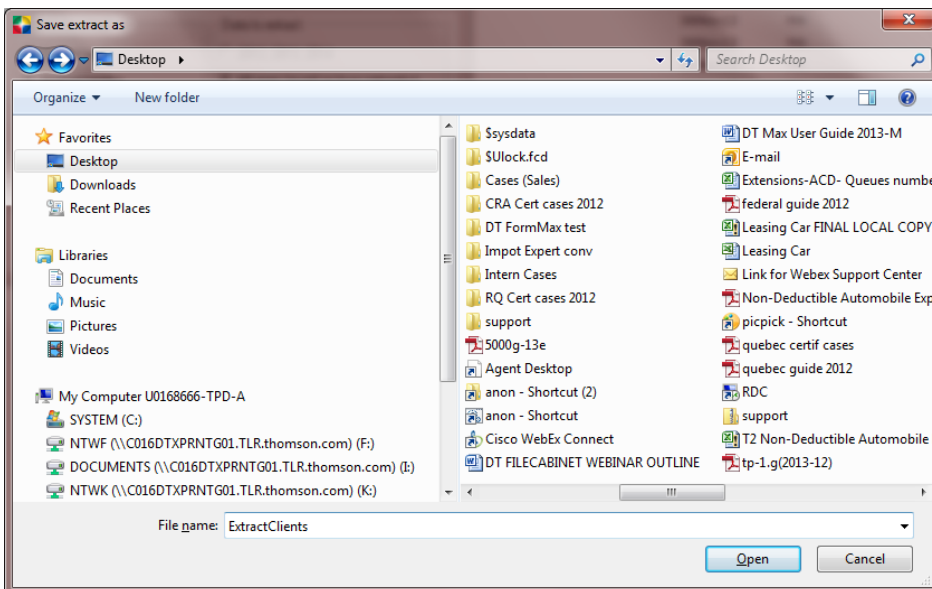 Save extract as
Desktop
Search Desktop
Organize
New folder
Favorites
Desktop
Downloads
Recent Places
Libraries
Documents
Music
Pictures
Videos
My Computer U0168666-TPD-A
SYSTEM (C:)
NTWF (\\C016DTXPRNTG01.TLR.thomson.com) (F:)
DOCUMENTS (\\C016DTXPRNTG01.TLR.thomson.com) (I:)
NTWK (\\C016DTXPRNTG01.TLR.thomson.com) (K:)
$sysdata
$Ulock.fcd
Cases (Sales)
CRA Cert cases 2012
DT FormMax test
Impot Expert conv
Intern Cases
RQ Cert cases 2012
support
5000g-13e
Agent Desktop
anon - Shortcut (2)
anon - Shortcut
Cisco WebEx Connect
DT FILECABINET WEBINAR OUTLINE
DT Max User Guide 2013-M
E-mail
Extensions-ACD- Queues numbe
federal guide 2012
Leasing Car FINAL LOCAL COPY
Leasing Car
Link for Webex Support Center
Non-Deductible Automobile Exp
picpick - Shortcut
quebec certif cases
quebec guide 2012
RDC
support
T2 Non-Deductible Automobile
tp-1.g(2013-12)
File name: ExtractClients
Open
Cancel